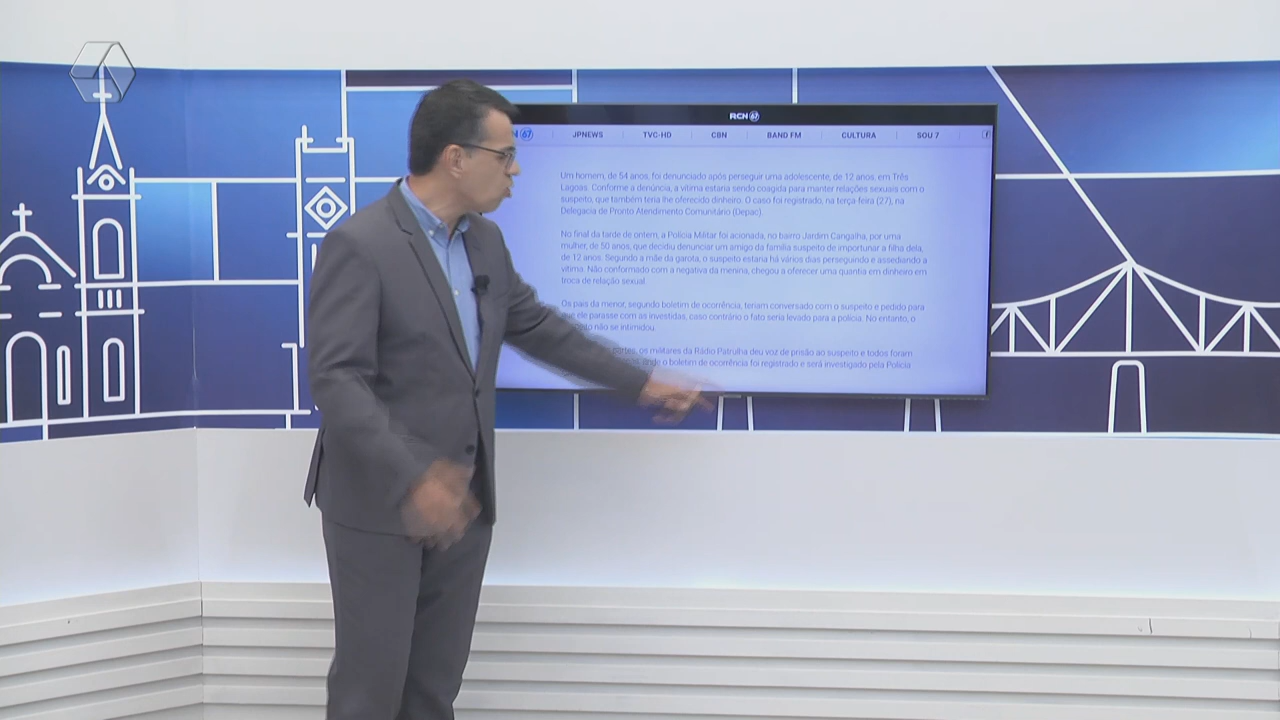 RCN 67
N 67 JPNEWS TVC-HD CBN BAND FM CULTURA SOU 7
Um homem, de 54 anos, foi denunciado após perseguir uma adolescente, de 12 anos, em Três
Lagoas. Conforme a denúncia, a vítima estaria sendo coagida para manter relações sexuais com o
suspeito, que também teria lhe oferecido dinheiro. O caso foi registrado, na terça-feira (27), na
Delegacia de Pronto Atendimento Comunitário (Depac).
No final da tarde de ontem, a Polícia Militar foi acionada, no bairro Jardim Cangalha, por uma
mulher, de 50 anos, que decidiu denunciar um amigo da família suspeito de importunar a filha dela,
de 12 anos. Segundo a mãe da garota, o suspeito estaria há vários dias perseguindo e assediando a
vítima. Não conformado com a negativa da menina, chegou a oferecer uma quantia em dinheiro em
troca de relação sexual.
Os pais da menor, segundo boletim de ocorrência, teriam conversado com o suspeito e pedido para
que ele parasse com as investidas, caso contrário o fato seria levado para a polícia. No entanto, o
não se intimidou.
partes, os militares da Rádio Patrulha deu voz de prisão ao suspeito e todos foram
onde o boletim de ocorrência foi registrado e será investigado pela Polícia